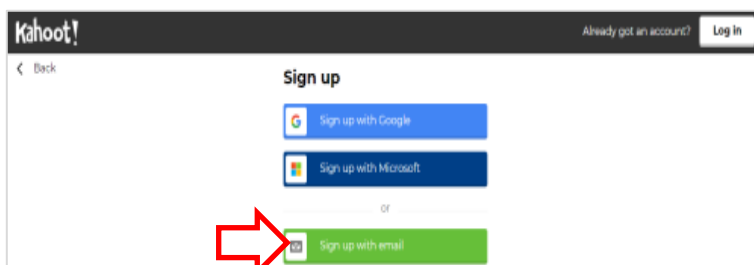 Kahoot!
Already got an account? Log in
Back
Sign up
Sign up with Google
Sign up with Microsoft
or
Sign up with email